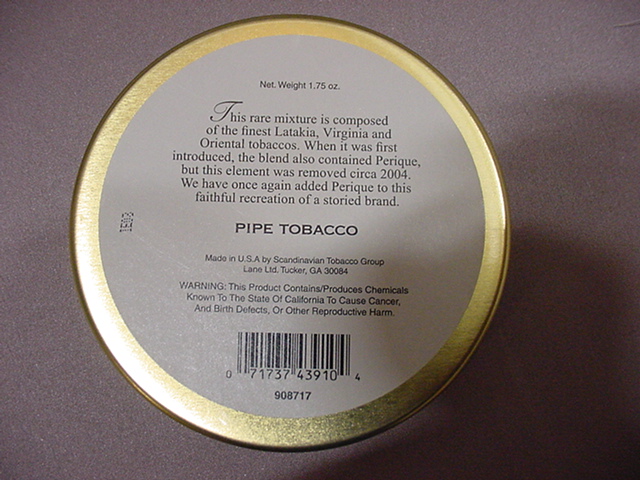 Net. Weight 1.75 oz.
This rare mixture is composed
of the finest Latakia, Virginia and
Oriental tobaccos. When it was first
introduced, the blend also contained Perique,
but this element was removed circa 2004.
We have once again added Perique to this
faithful recreation of a storied brand.
1E03
PIPE TOBACCO
Made in U.S.A by Scandinavian Tobacco Group
Lane Ltd. Tucker, GA 30084
WARNING: This Product Contains/Produces Chemicals
Known To The State Of California To Cause Cancer,
And Birth Defects, Or Other Reproductive Harm.
0 71737 43910 4
908717